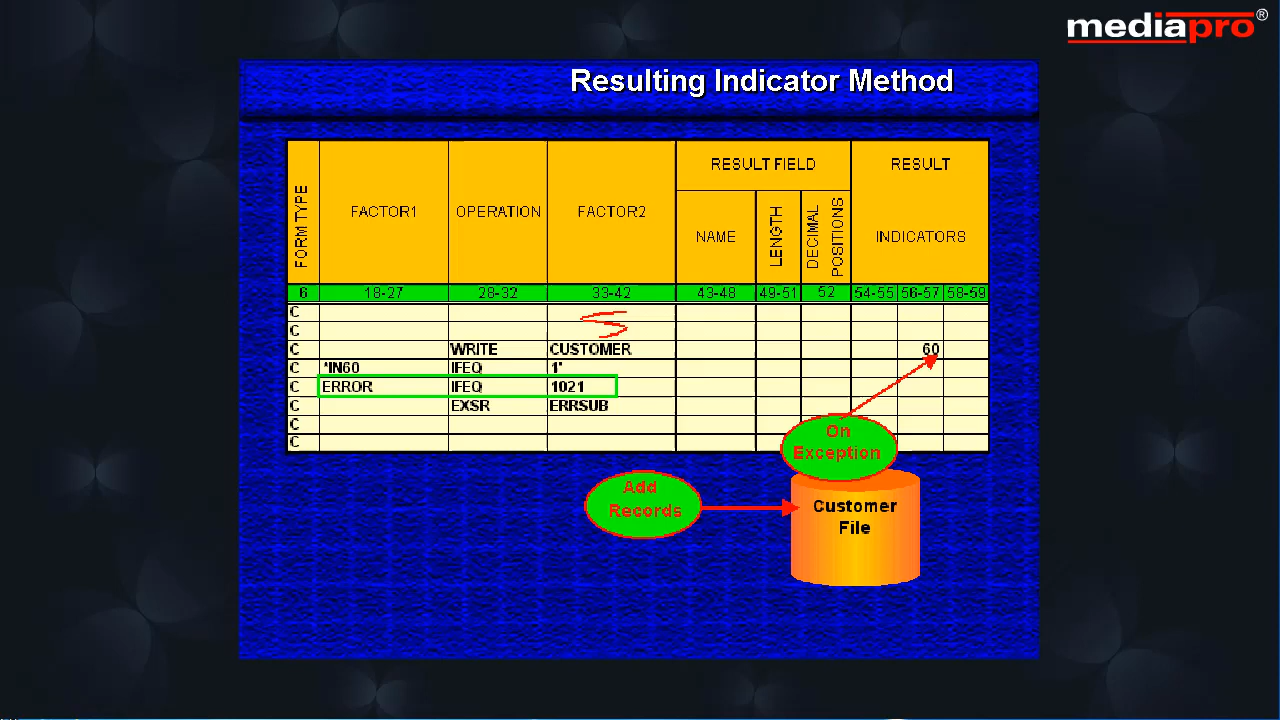 mediapro®
Resulting Indicator Method
FORM TYPE FACTOR1 OPERATION FACTOR2 RESULT FIELD RESULT
NAME LENGTH DECIMAL POSITIONS INDICATORS
6 18-27 28-32 33-42 43-48 49-51 52 54-55 56-57 58-59
C
C
C WRITE CUSTOMER 60
C *IN60 IFEQ 1'
C ERROR IFEQ 1021
C EXSR ERRSUB
C
C
On
Exception
Add
Records
Customer
File